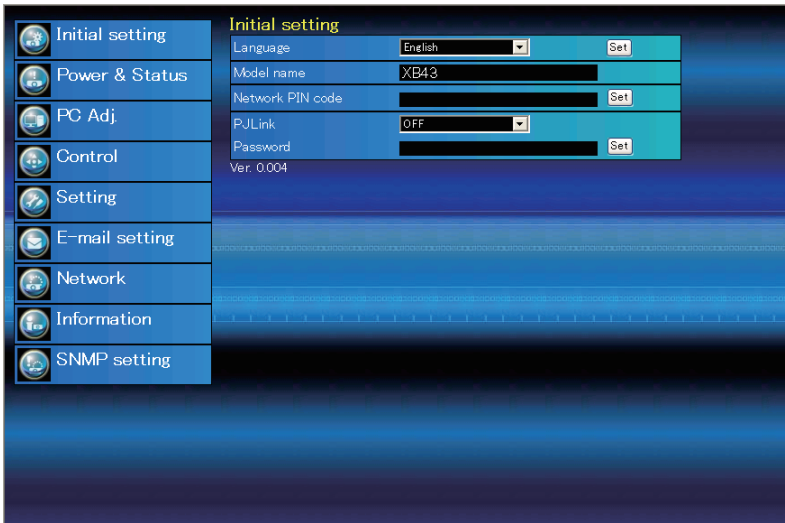 Initial setting
Power & Status
PC Adj.
Control
Setting
E-mail setting
Network
Information
SNMP setting
Initial setting
Language English Set
Model name XB43
Network PIN code Set
PJLink OFF
Password Set
Ver. 0.004